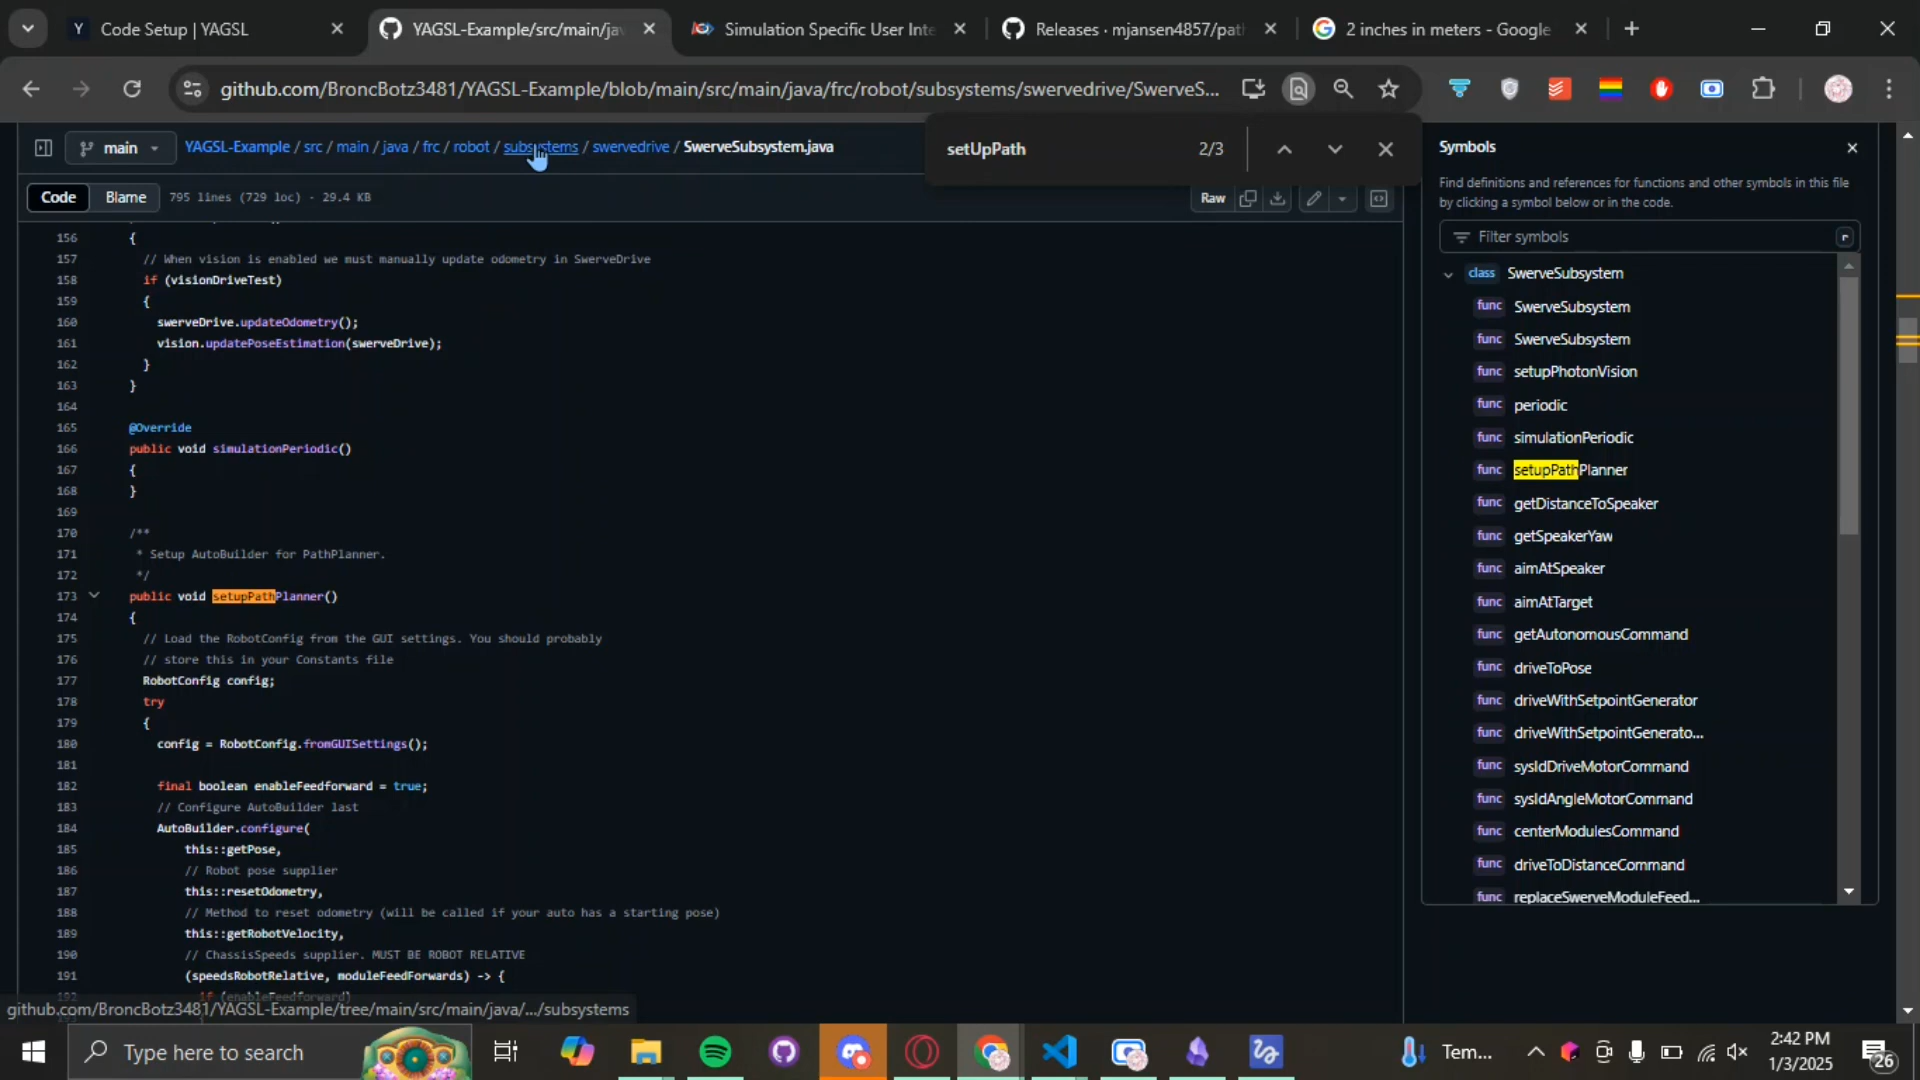 Code Setup | YAGSL
YAGSL-Example/src/main/ja
Simulation Specific User Inte
Releases · mjansen4857/pat
2 inches in meters - Google
github.com/BroncBotz3481/YAGSL-Example/blob/main/src/main/java/frc/robot/subsystems/swervedrive/SwerveS...
main
YAGSL-Example / src / main / java / frc / robot / subsystems / swervedrive / SwerveSubsystem.java
setUpPath 2/3
Code Blame 795 lines (729 loc) · 29.4 KB
Raw
156 {
157 // When vision is enabled we must manually update odometry in SwerveDrive
158 if (visionDriveTest)
159 {
160 swerveDrive.updateOdometry();
161 vision.updatePoseEstimation(swerveDrive);
162 }
163 }
164
165 @Override
166 public void simulationPeriodic()
167 {
168 }
169
170 /**
171 * Setup AutoBuilder for PathPlanner.
172 */
173 public void setupPathPlanner()
174 {
175 // Load the RobotConfig from the GUI settings. You should probably
176 // store this in your Constants file
177 RobotConfig config;
178 try
179 {
180 config = RobotConfig.fromGUISettings();
181
182 final boolean enableFeedforward = true;
183 // Configure AutoBuilder last
184 AutoBuilder.configure(
185 this::getPose,
186 // Robot pose supplier
187 this::resetOdometry,
188 // Method to reset odometry (will be called if your auto has a starting pose)
189 this::getRobotVelocity,
190 // ChassisSpeeds supplier. MUST BE ROBOT RELATIVE
191 (speedsRobotRelative, moduleFeedForwards) -> {
192 if (enableFeedforward)
github.com/BroncBotz3481/YAGSL-Example/tree/main/src/main/java/.../subsystems
Symbols
Find definitions and references for functions and other symbols in this file
by clicking a symbol below or in the code.
Filter symbols r
class SwerveSubsystem
func SwerveSubsystem
func SwerveSubsystem
func setupPhotonVision
func periodic
func simulationPeriodic
func setupPathPlanner
func getDistanceToSpeaker
func getSpeakerYaw
func aimAtSpeaker
func aimAtTarget
func getAutonomousCommand
func driveToPose
func driveWithSetpointGenerator
func driveWithSetpointGenerato...
func sysIdDriveMotorCommand
func sysIdAngleMotorCommand
func centerModulesCommand
func driveToDistanceCommand
func replaceSwerveModuleFeed...
Type here to search
Tem...
2:42 PM
1/3/2025
26